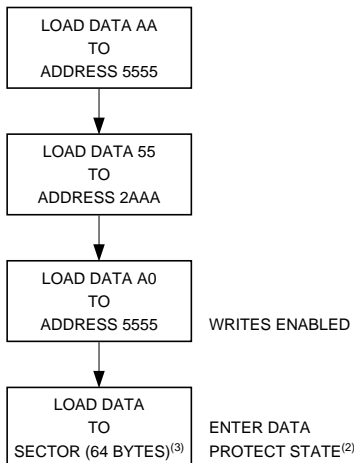 LOAD DATA AA
TO
ADDRESS 5555
LOAD DATA 55
TO
ADDRESS 2AAA
LOAD DATA A0
TO
ADDRESS 5555 WRITES ENABLED
LOAD DATA
TO ENTER DATA
SECTOR (64 BYTES)(3) PROTECT STATE(2)